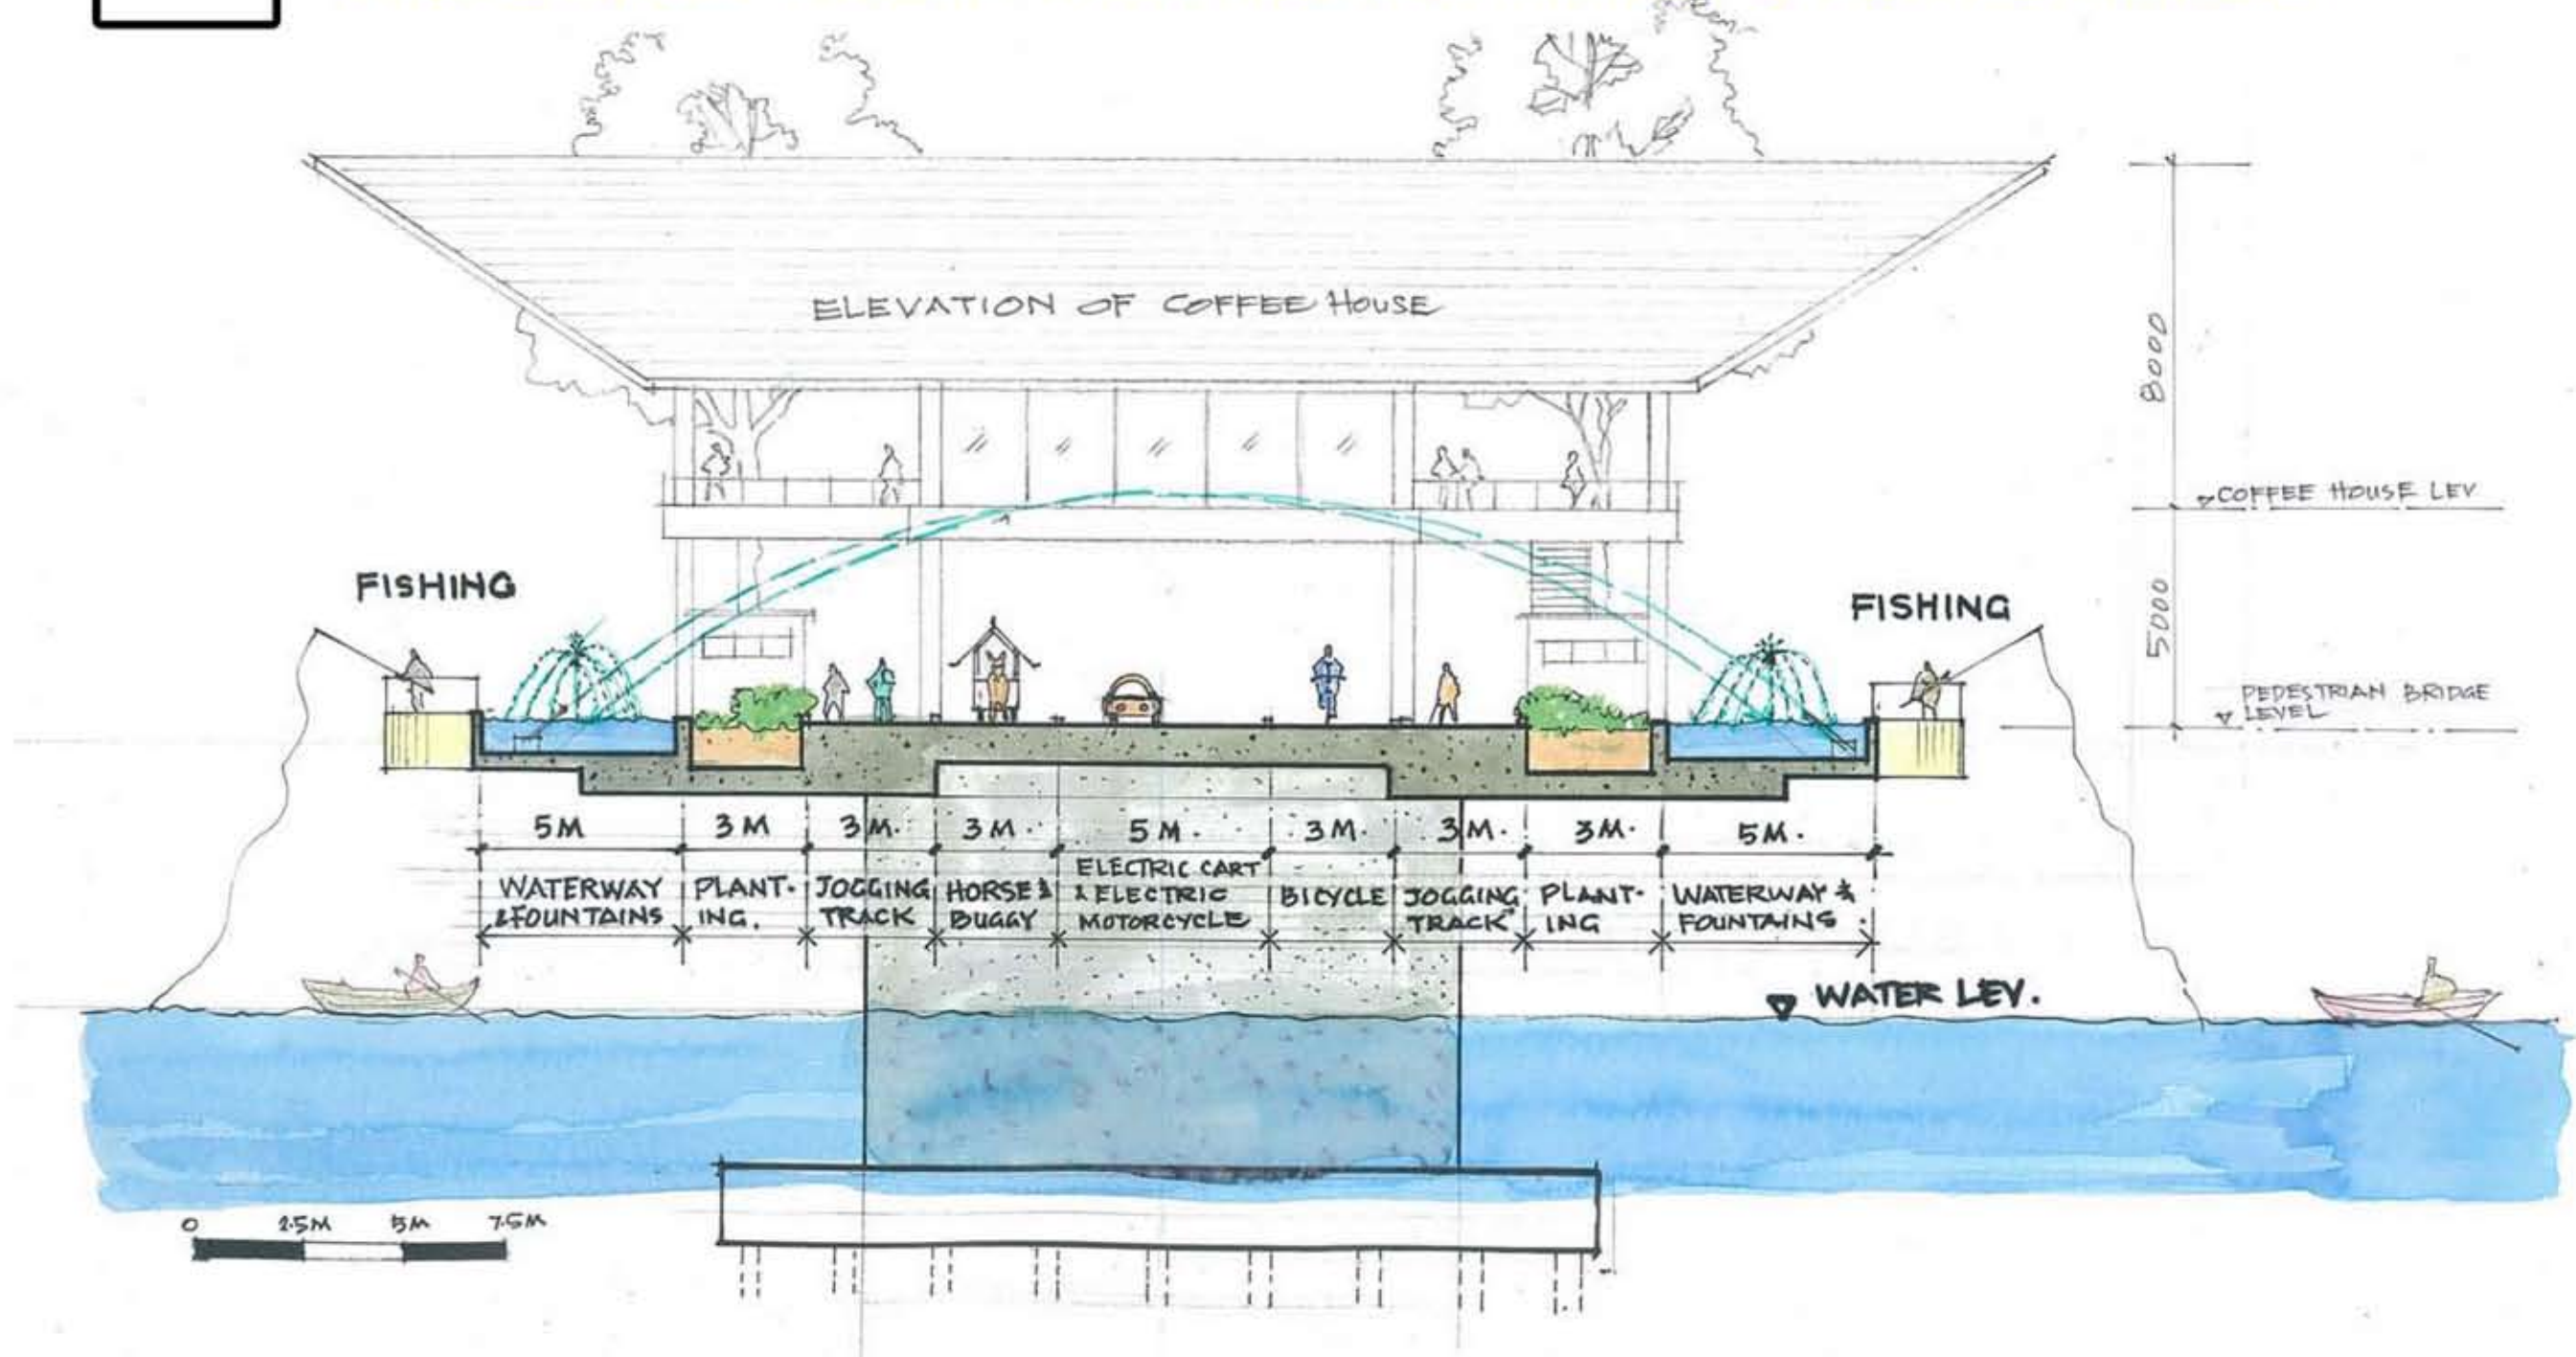 ELEVATION OF COFFEE HOUSE
8000
COFFEE HOUSE LEV
FISHING
FISHING
5000
PEDESTRIAN BRIDGE
LEVEL
5M
3M
3M.
3M.
5M.
3M.
3M.
3M.
5M.
WATERWAY
&FOUNTAINS
PLANT-
ING.
JOGGING
TRACK
HORSE &
BUGGY
ELECTRIC CART
& ELECTRIC
MOTORCYCLE
BICYCLE
JOGGING
TRACK
PLANT-
ING
WATERWAY &
FOUNTAINS
WATER LEV.
0 2.5M 5M 7.5M